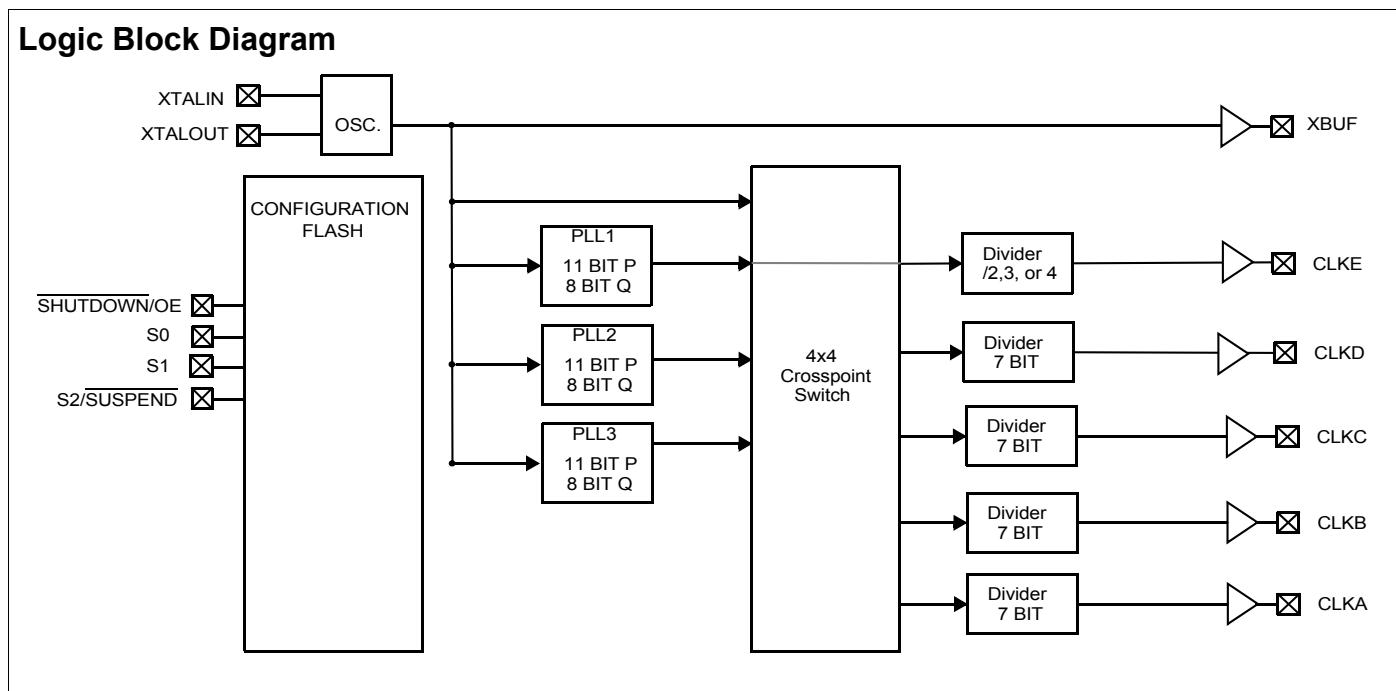 Logic Block Diagram
XTALIN
XTALOUT
OSC.
XBUF
CONFIGURATION
FLASH
SHUTDOWN/OE
S0
S1
S2/SUSPEND
PLL1
11 BIT P
8 BIT Q
PLL2
11 BIT P
8 BIT Q
PLL3
11 BIT P
8 BIT Q
4x4
Crosspoint
Switch
Divider
/2,3, or 4
CLKE
Divider
7 BIT
CLKD
Divider
7 BIT
CLKC
Divider
7 BIT
CLKB
Divider
7 BIT
CLKA